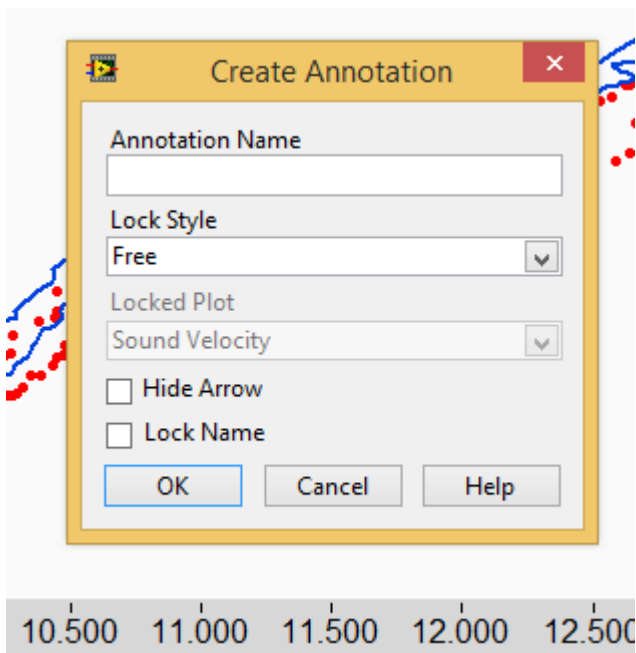 Create Annotation
Annotation Name
Lock Style
Free
Locked Plot
Sound Velocity
Hide Arrow
Lock Name
OK Cancel Help
10.500 11.000 11.500 12.000 12.500